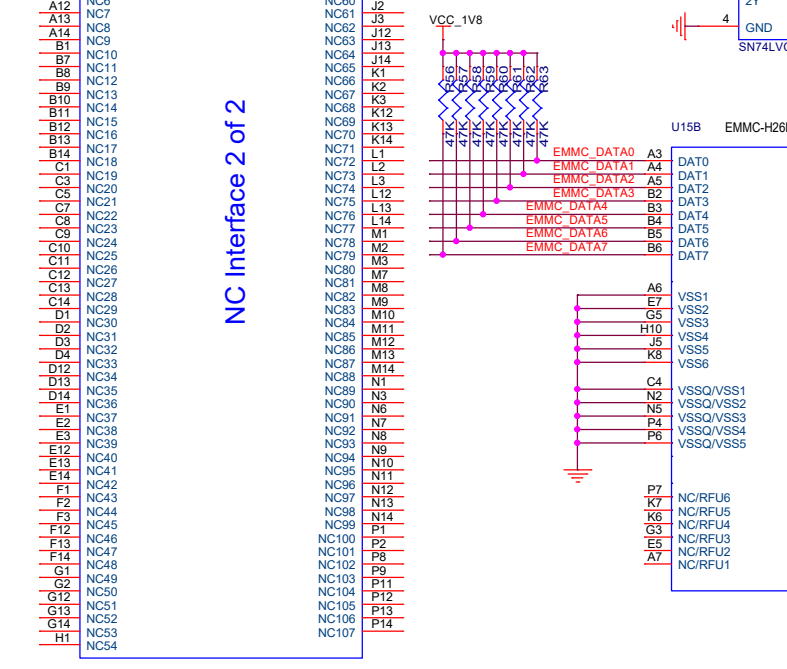 A12
A13
A14
B1
B7
B8
B9
B10
B11
B12
B13
B14
C1
C3
C5
C7
C8
C9
C10
C11
C12
C13
C14
D1
D2
D3
D4
D12
D13
D14
E1
E2
E3
E12
E13
E14
F1
F2
F3
F12
F13
F14
G1
G2
G12
G13
G14
H1
NC6
NC7
NC8
NC9
NC10
NC11
NC12
NC13
NC14
NC15
NC16
NC17
NC18
NC19
NC20
NC21
NC22
NC23
NC24
NC25
NC26
NC27
NC28
NC29
NC30
NC31
NC32
NC33
NC34
NC35
NC36
NC37
NC38
NC39
NC40
NC41
NC42
NC43
NC44
NC45
NC46
NC47
NC48
NC49
NC50
NC51
NC52
NC53
NC54
NC Interface 2 of 2
NC60
NC61
NC62
NC63
NC64
NC65
NC66
NC67
NC68
NC69
NC70
NC71
NC72
NC73
NC74
NC75
NC76
NC77
NC78
NC79
NC80
NC81
NC82
NC83
NC84
NC85
NC86
NC87
NC88
NC89
NC90
NC91
NC92
NC93
NC94
NC95
NC96
NC97
NC98
NC99
NC100
NC101
NC102
NC103
NC104
NC105
NC106
NC107
J2
J3
J12
J13
J14
K1
K2
K3
K12
K13
K14
L1
L2
L3
L12
L13
L14
M1
M2
M3
M7
M8
M9
M10
M11
M12
M13
M14
N1
N3
N6
N7
N8
N9
N10
N11
N12
N13
N14
P1
P2
P8
P9
P11
P12
P13
P14
VCC_1V8
R56
R57
R58
R59
R60
R61
R62
R63
47K
47K
47K
47K
47K
47K
47K
47K
2Y
4 GND
SN74LVC
U15B EMMC-H26
EMMC_DATA0 A3 DAT0
EMMC_DATA1 A4 DAT1
EMMC_DATA2 A5 DAT2
EMMC_DATA3 B2 DAT3
EMMC_DATA4 B3 DAT4
EMMC_DATA5 B4 DAT5
EMMC_DATA6 B5 DAT6
EMMC_DATA7 B6 DAT7
A6 VSS1
E7 VSS2
G5 VSS3
H10 VSS4
J5 VSS5
K8 VSS6
C4 VSSQ/VSS1
N2 VSSQ/VSS2
N5 VSSQ/VSS3
P4 VSSQ/VSS4
P6 VSSQ/VSS5
P7 NC/RFU6
K7 NC/RFU5
K6 NC/RFU4
G3 NC/RFU3
E5 NC/RFU2
A7 NC/RFU1